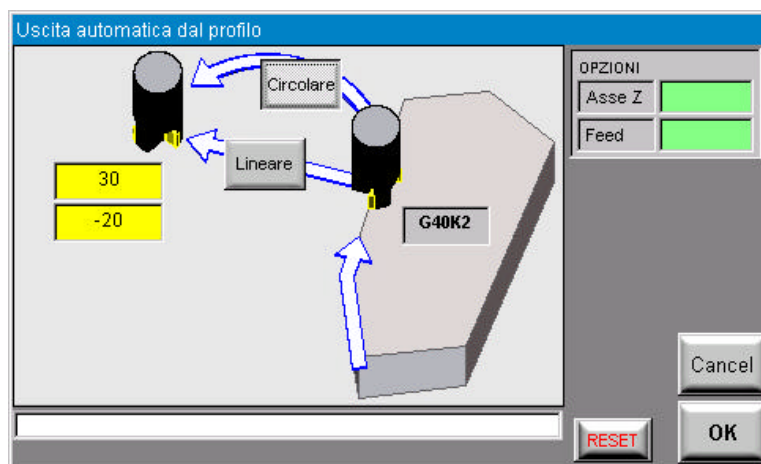 Uscita automatica dal profilo
Circolare
Lineare
30
-20
G40K2
OPZIONI
Asse Z
Feed
Cancel
RESET
OK